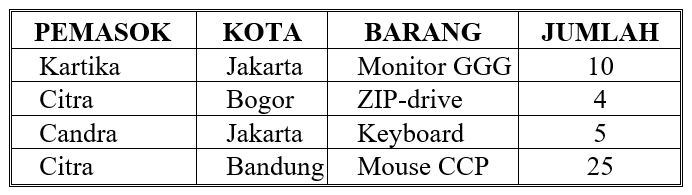 PEMASOK KOTA BARANG JUMLAH
Kartika Jakarta Monitor GGG 10
Citra Bogor ZIP-drive 4
Candra Jakarta Keyboard 5
Citra Bandung Mouse CCP 25